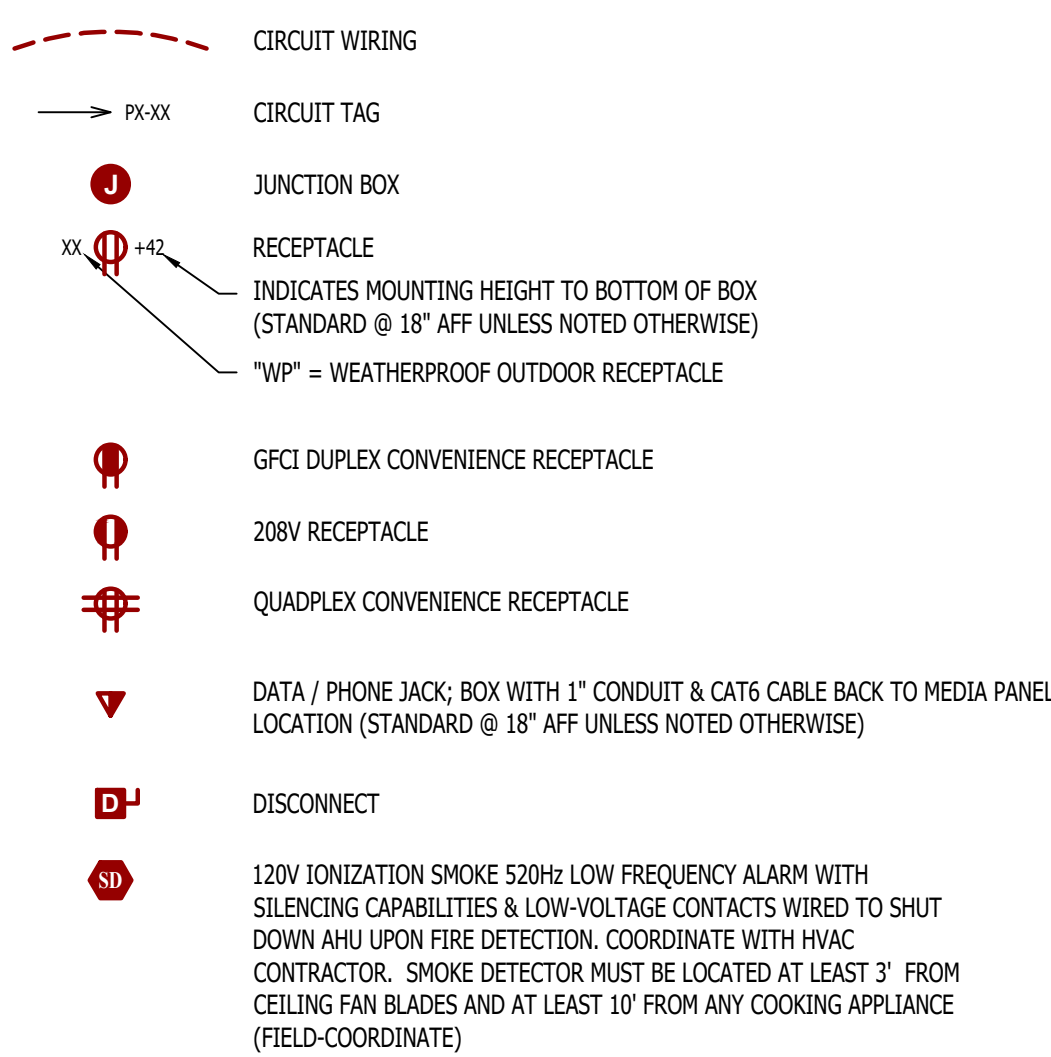 CIRCUIT WIRING
PX-XX CIRCUIT TAG
J JUNCTION BOX
XX +42 RECEPTACLE
INDICATES MOUNTING HEIGHT TO BOTTOM OF BOX
(STANDARD @ 18" AFF UNLESS NOTED OTHERWISE)
"WP" = WEATHERPROOF OUTDOOR RECEPTACLE
GFCI DUPLEX CONVENIENCE RECEPTACLE
208V RECEPTACLE
QUADPLEX CONVENIENCE RECEPTACLE
DATA / PHONE JACK; BOX WITH 1" CONDUIT & CAT6 CABLE BACK TO MEDIA PANEL
LOCATION (STANDARD @ 18" AFF UNLESS NOTED OTHERWISE)
D DISCONNECT
SD 120V IONIZATION SMOKE 520Hz LOW FREQUENCY ALARM WITH
SILENCING CAPABILITIES & LOW-VOLTAGE CONTACTS WIRED TO SHUT
DOWN AHU UPON FIRE DETECTION. COORDINATE WITH HVAC
CONTRACTOR. SMOKE DETECTOR MUST BE LOCATED AT LEAST 3' FROM
CEILING FAN BLADES AND AT LEAST 10' FROM ANY COOKING APPLIANCE
(FIELD-COORDINATE)